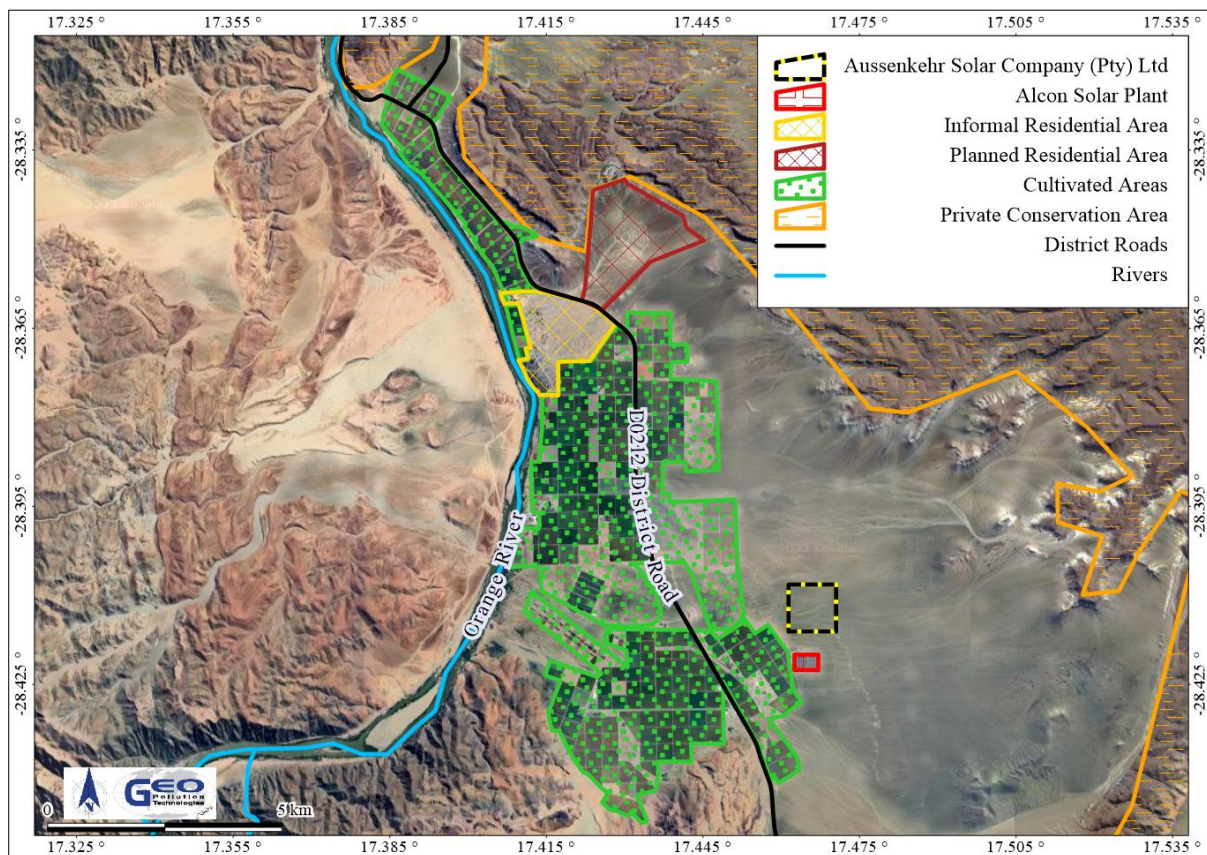 17.325 ° 17.355 ° 17.385 ° 17.415 ° 17.445 ° 17.475 ° 17.505 ° 17.535 °
Aussenkehr Solar Company (Pty) Ltd
Alcon Solar Plant
Informal Residential Area
Planned Residential Area
Cultivated Areas
Private Conservation Area
District Roads
Rivers
-28.335 ° -28.335 °
-28.365 ° -28.365 °
-28.395 ° -28.395 °
-28.425 ° -28.425 °
D0212 District Road
Orange River
N
GEO
Pollution
Technologies
0 5 km
17.325 ° 17.355 ° 17.385 ° 17.415 ° 17.445 ° 17.475 ° 17.505 ° 17.535 °